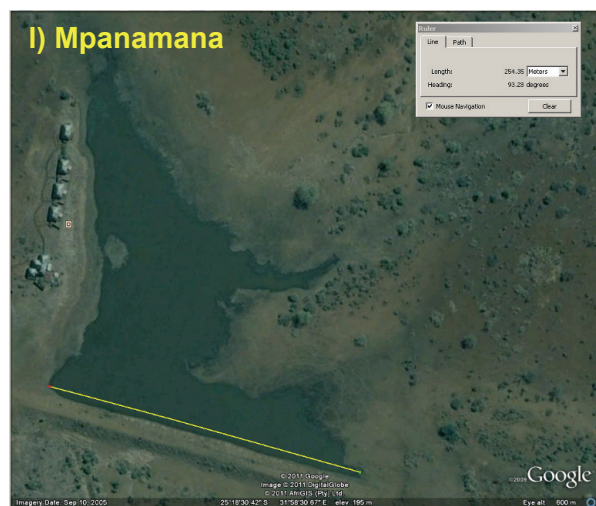 I) Mpanamana
Ruler
Line Path
Length: 254.35 Meters
Heading: 93.28 degrees
Mouse Navigation Clear
© 2011 Google
Image © 2011 DigitalGlobe
© 2011 AfriGIS (Pty) Ltd.
©2009 Google
Imagery Date: Sep 10, 2005 25°18'30.42" S 31°58'30.67" E elev 195 m Eye alt 600 m